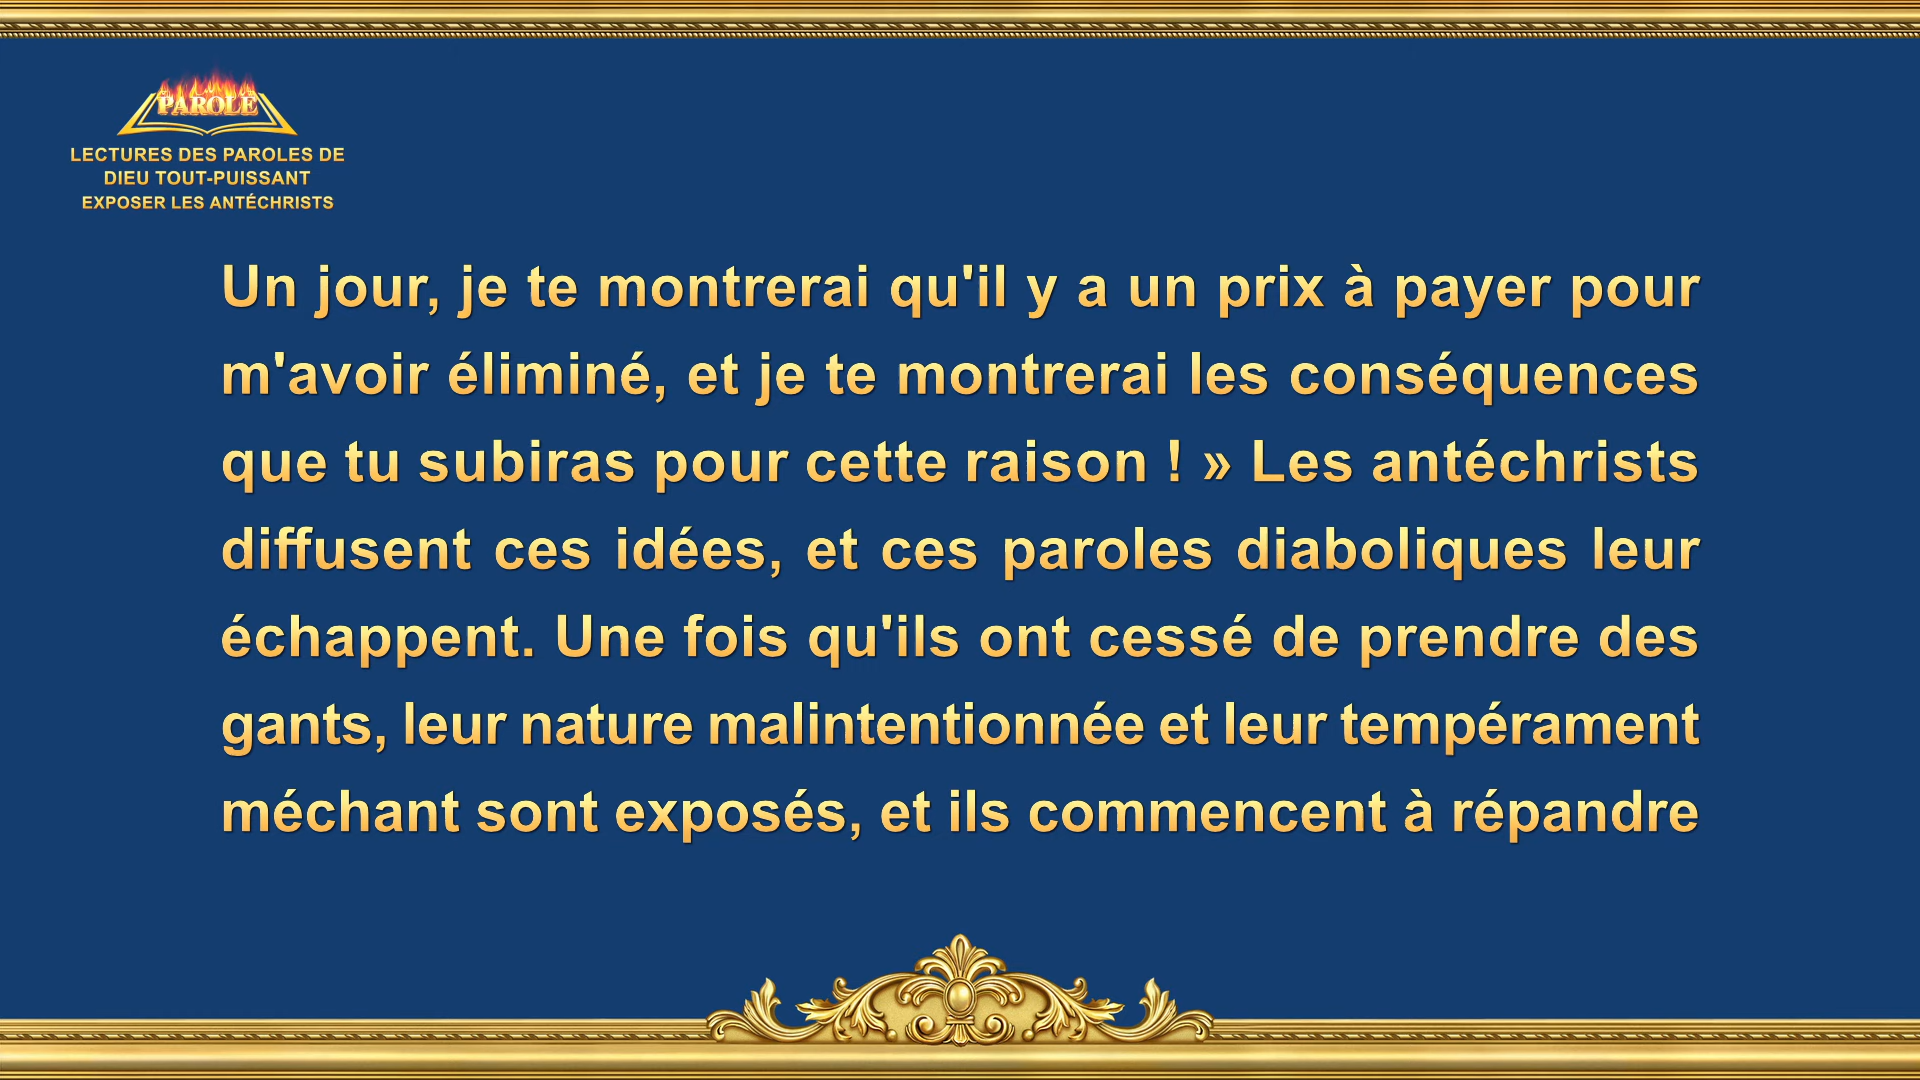 PAROLE
LECTURES DES PAROLES DE
DIEU TOUT-PUISSANT
EXPOSER LES ANTÉCHRISTS
Un jour, je te montrerai qu'il y a un prix à payer pour
m'avoir éliminé, et je te montrerai les conséquences
que tu subiras pour cette raison ! » Les antéchrists
diffusent ces idées, et ces paroles diaboliques leur
échappent. Une fois qu'ils ont cessé de prendre des
gants, leur nature malintentionnée et leur tempérament
méchant sont exposés, et ils commencent à répandre